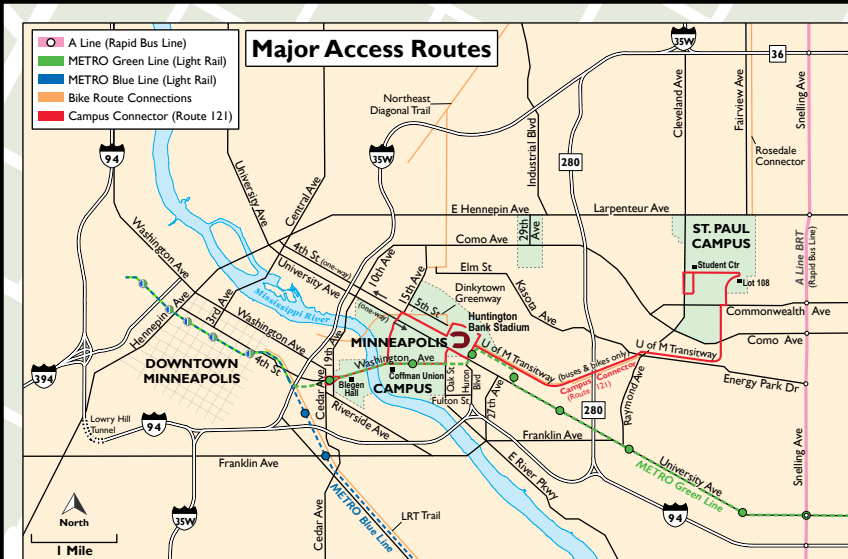 Major Access Routes
A Line (Rapid Bus Line)
METRO Green Line (Light Rail)
METRO Blue Line (Light Rail)
Bike Route Connections
Campus Connector (Route 121)
35W
36
Northeast
Diagonal Trail
Industrial Blvd
Cleveland Ave
Fairview Ave
Snelling Ave
94
35W
280
Rosedale
Connector
University Ave
Central Ave
Washington Ave
E Hennepin Ave
Larpenteur Ave
29th
Ave
Como Ave
ST. PAUL
CAMPUS
Student Ctr
Lot 108
A Line BRT
(Rapid Bus Line)
4th St (one-way)
University Ave
(one-way)
10th Ave
15th Ave
5th St
Elm St
Kasota Ave
Dinkytown
Greenway
Mississippi River
Huntington
Bank Stadium
Commonwealth Ave
Como Ave
Hennepin Ave
3rd Ave
Washington Ave
19th Ave
MINNEAPOLIS
CAMPUS
Washington Ave
U of M Transitway
(buses & bikes only)
U of M Transitway
Campus Connector
(Route 121)
Energy Park Dr
DOWNTOWN
MINNEAPOLIS
4th St
Cedar Ave
Blegen
Hall
Coffman Union
Oak St
Huron
Blvd
Fulton St
27th Ave
Raymond Ave
394
Lowry Hill
Tunnel
94
Riverside Ave
280
Franklin Ave
Franklin Ave
University Ave
METRO Green Line
Snelling Ave
E River Pkwy
METRO Blue Line
LRT Trail
Cedar Ave
North
1 Mile
35W
94